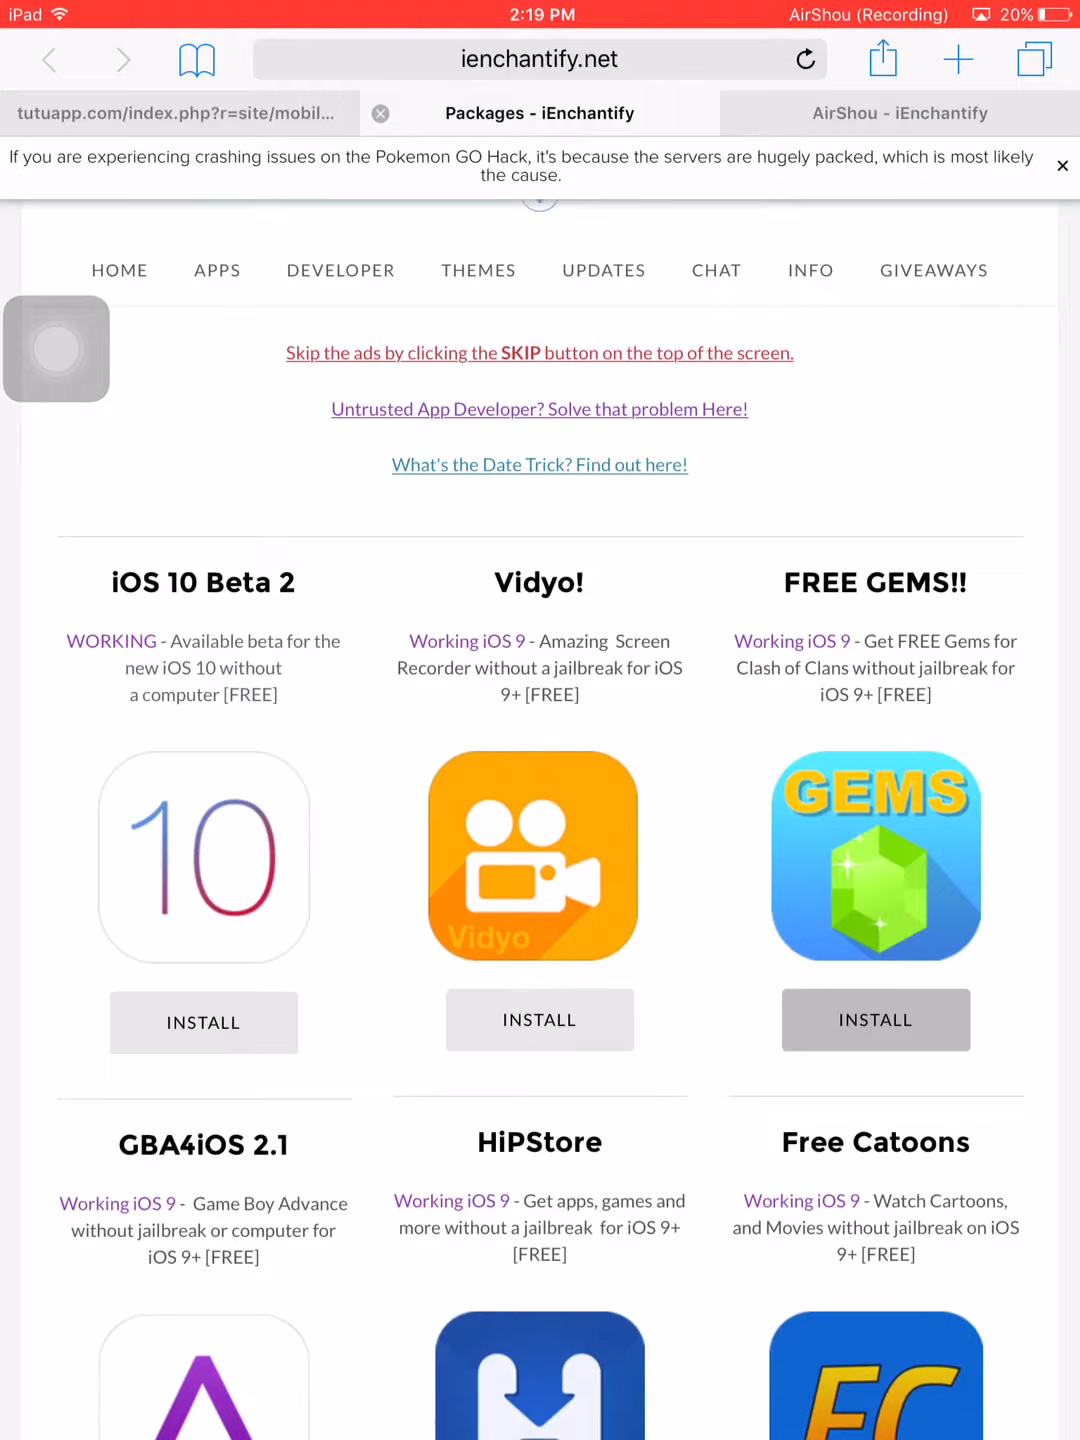 iPad 2:19 PM AirShou (Recording) 20%
ienchantify.net
tutuapp.com/index.php?r=site/mobil... Packages - iEnchantify AirShou - iEnchantify
If you are experiencing crashing issues on the Pokemon GO Hack, it's because the servers are hugely packed, which is most likely
the cause.
HOME APPS DEVELOPER THEMES UPDATES CHAT INFO GIVEAWAYS
Skip the ads by clicking the SKIP button on the top of the screen.
Untrusted App Developer? Solve that problem Here!
What's the Date Trick? Find out here!
iOS 10 Beta 2
WORKING - Available beta for the
new iOS 10 without
a computer [FREE]
10
INSTALL
Vidyo!
Working iOS 9 - Amazing Screen
Recorder without a jailbreak for iOS
9+ [FREE]
Vidyo
INSTALL
FREE GEMS!!
Working iOS 9 - Get FREE Gems for
Clash of Clans without jailbreak for
iOS 9+ [FREE]
GEMS
INSTALL
GBA4iOS 2.1
Working iOS 9 - Game Boy Advance
without jailbreak or computer for
iOS 9+ [FREE]
HiPStore
Working iOS 9 - Get apps, games and
more without a jailbreak for iOS 9+
[FREE]
Free Catoons
Working iOS 9 - Watch Cartoons,
and Movies without jailbreak on iOS
9+ [FREE]
FC